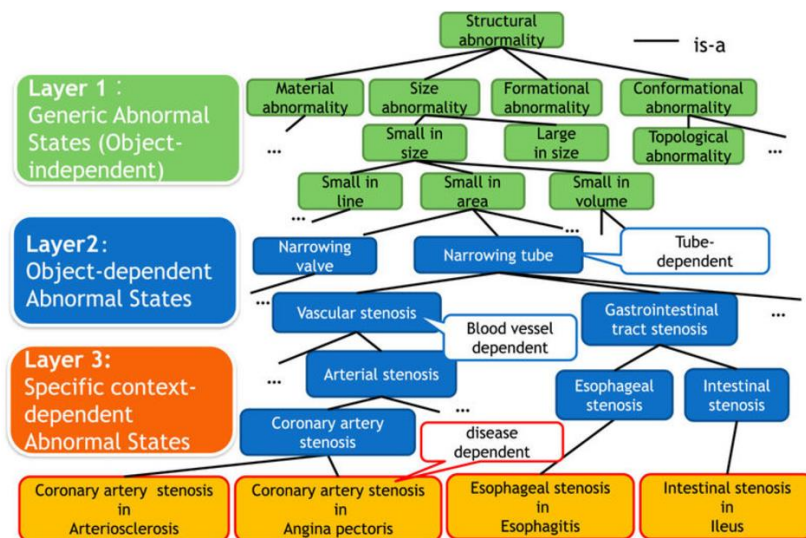 Structural
abnormality
is-a
Layer 1:
Generic Abnormal
States (Object-
independent)
Material
abnormality
Size
abnormality
Formational
abnormality
Conformational
abnormality
...
Small in
size
Large
in size
Topological
abnormality
...
Small in
line
Small in
area
Small in
volume
...
...
Layer2:
Object-dependent
Abnormal States
Narrowing
valve
Narrowing tube
Tube-
dependent
...
Vascular stenosis
Blood vessel
dependent
Gastrointestinal
tract stenosis
...
Layer 3:
Specific context-
dependent
Abnormal States
...
Arterial stenosis
...
Esophageal
stenosis
Intestinal
stenosis
Coronary artery
stenosis
...
disease
dependent
Coronary artery stenosis
in
Arteriosclerosis
Coronary artery stenosis
in
Angina pectoris
Esophageal stenosis
in
Esophagitis
Intestinal stenosis
in
Ileus